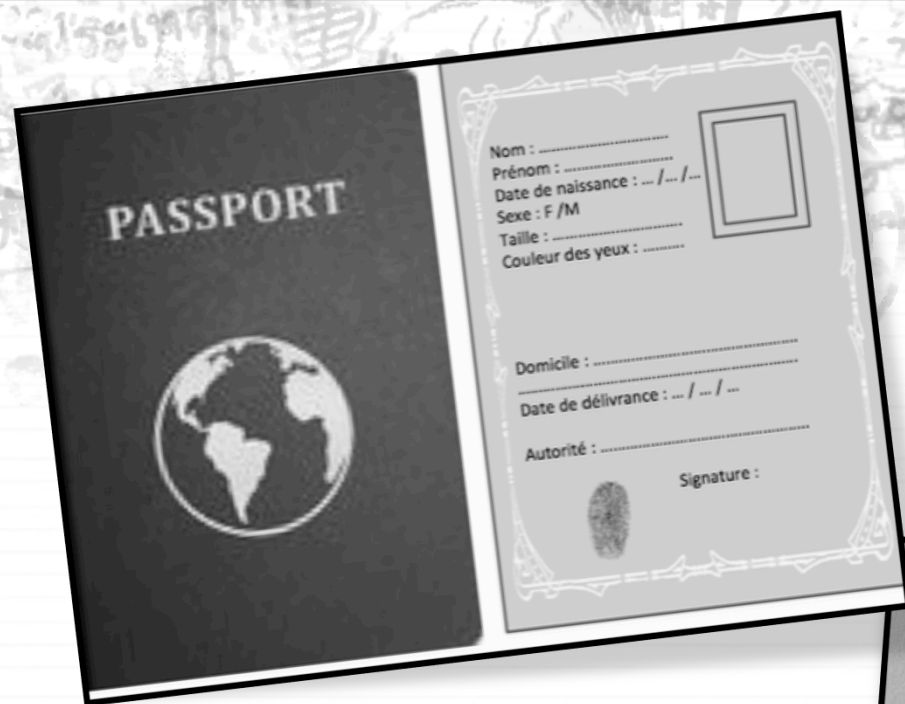 PASSPORT
Nom : ................................
Prénom : ...........................
Date de naissance : ... /... /...
Sexe : F /M
Taille : ................................
Couleur des yeux : ..........
Domicile : ..................................................
....................................................................
Date de délivrance : ... / ... / ...
Autorité : ...................................................
Signature :